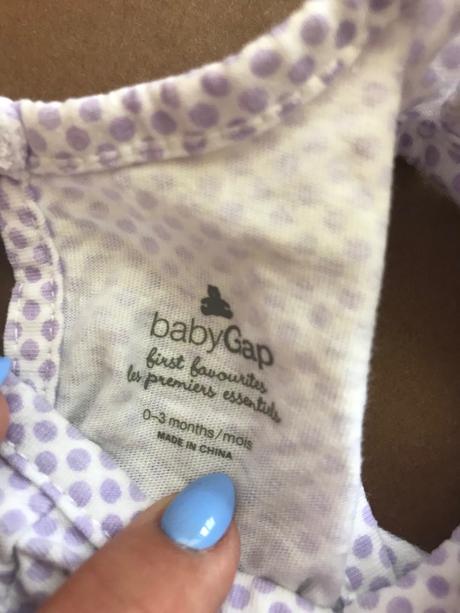 babyGap
first favourites
les premiers essentiels
0–3 months/mois
MADE IN CHINA